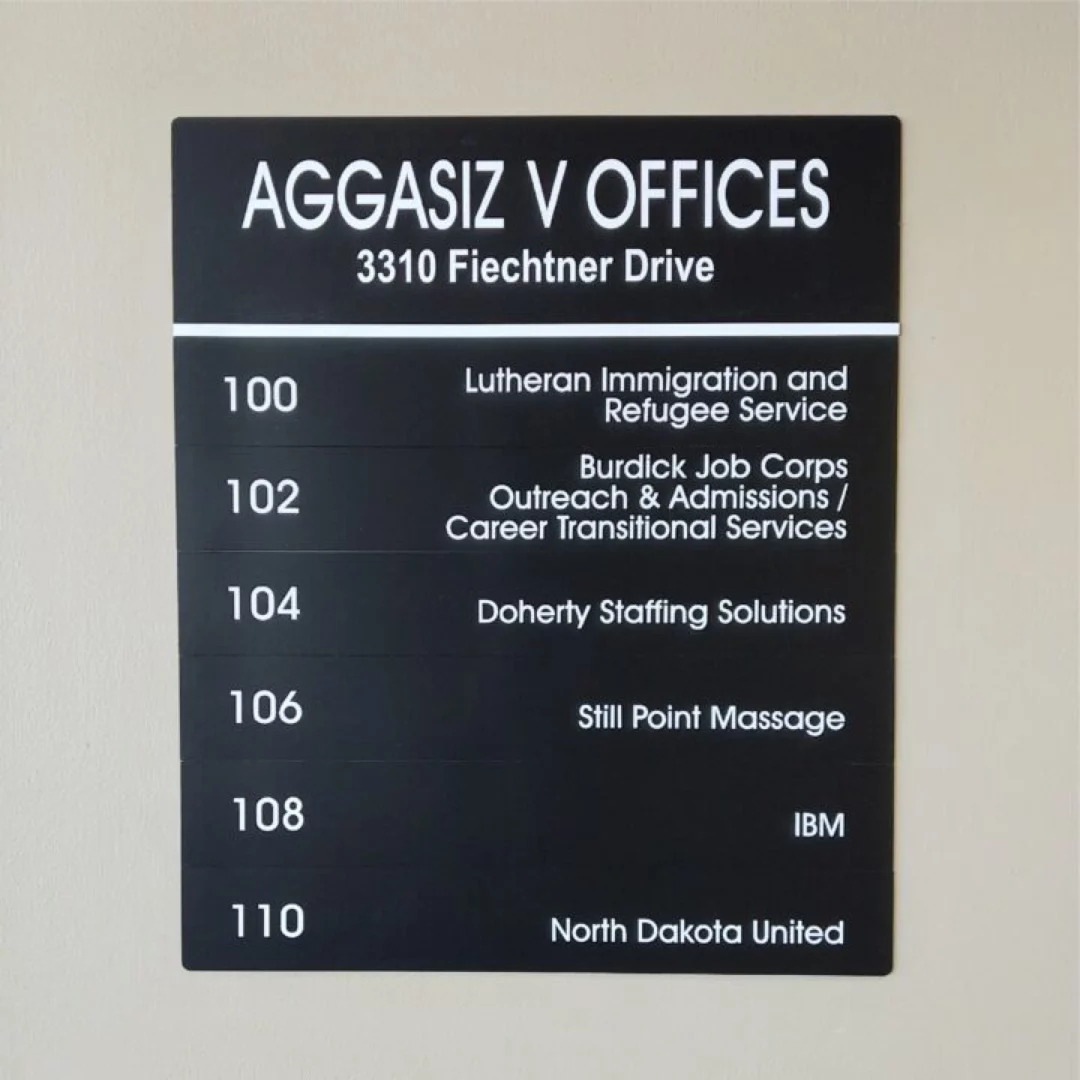 AGGASIZ V OFFICES
3310 Fiechtner Drive
100
Lutheran Immigration and
Refugee Service
102
Burdick Job Corps
Outreach & Admissions /
Career Transitional Services
104
Doherty Staffing Solutions
106
Still Point Massage
108
IBM
110
North Dakota United